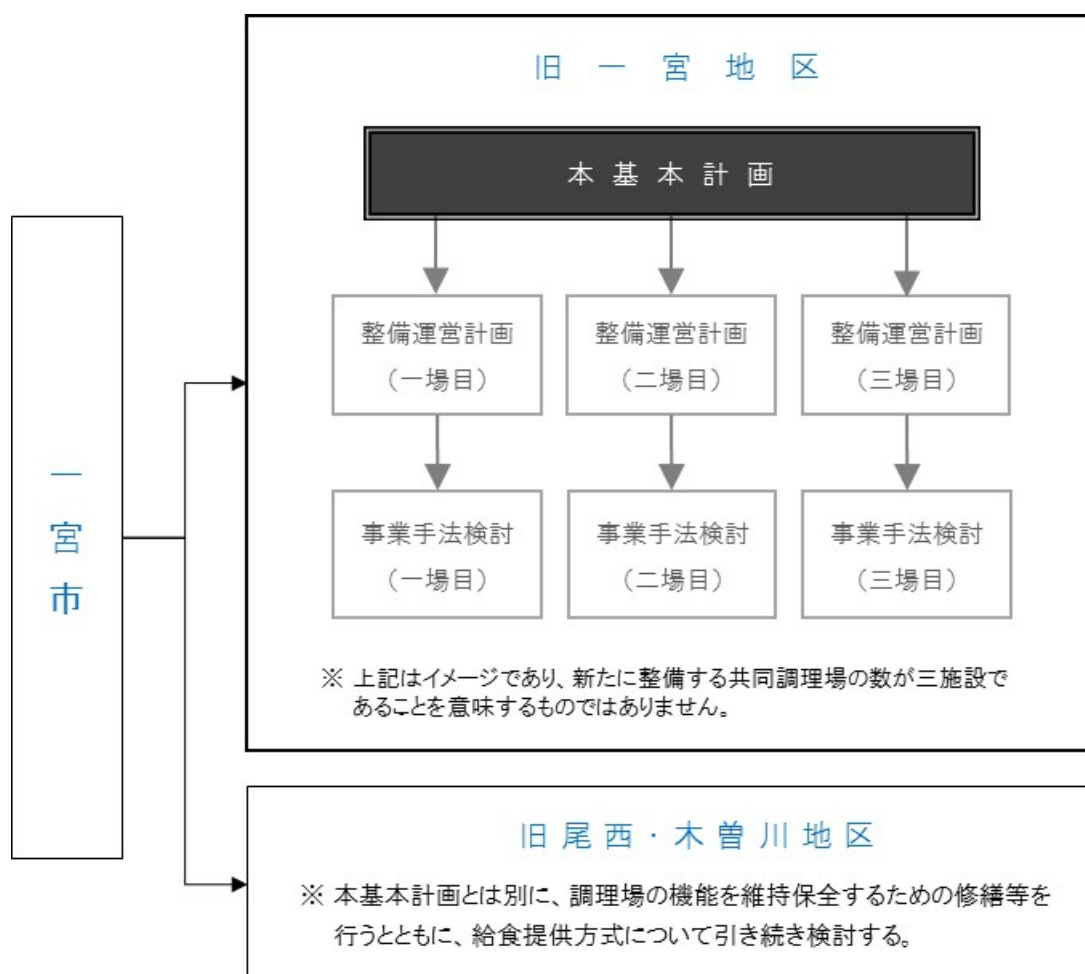 一宮市
旧一宮地区
本基本計画
整備運営計画
（一場目）
整備運営計画
（二場目）
整備運営計画
（三場目）
事業手法検討
（一場目）
事業手法検討
（二場目）
事業手法検討
（三場目）
※ 上記はイメージであり、新たに整備する共同調理場の数が三施設で
あることを意味するものではありません。
旧尾西・木曽川地区
※ 本基本計画とは別に、調理場の機能を維持保全するための修繕等を
行うとともに、給食提供方式について引き続き検討する。